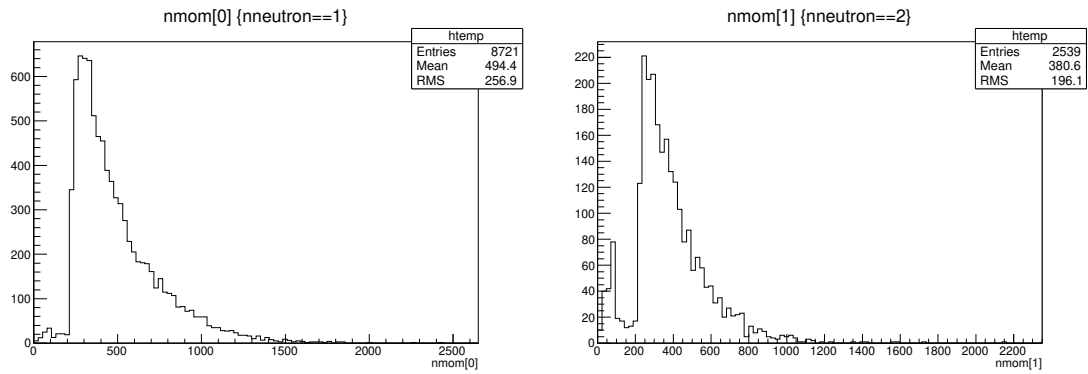 nmom[0] {nneutron==1}
htemp
Entries 8721
Mean 494.4
RMS 256.9
600
500
400
300
200
100
0
0 500 1000 1500 2000 2500
nmom[0]
nmom[1] {nneutron==2}
htemp
Entries 2539
Mean 380.6
RMS 196.1
220
200
180
160
140
120
100
80
60
40
20
0
0 200 400 600 800 1000 1200 1400 1600 1800 2000 2200
nmom[1]